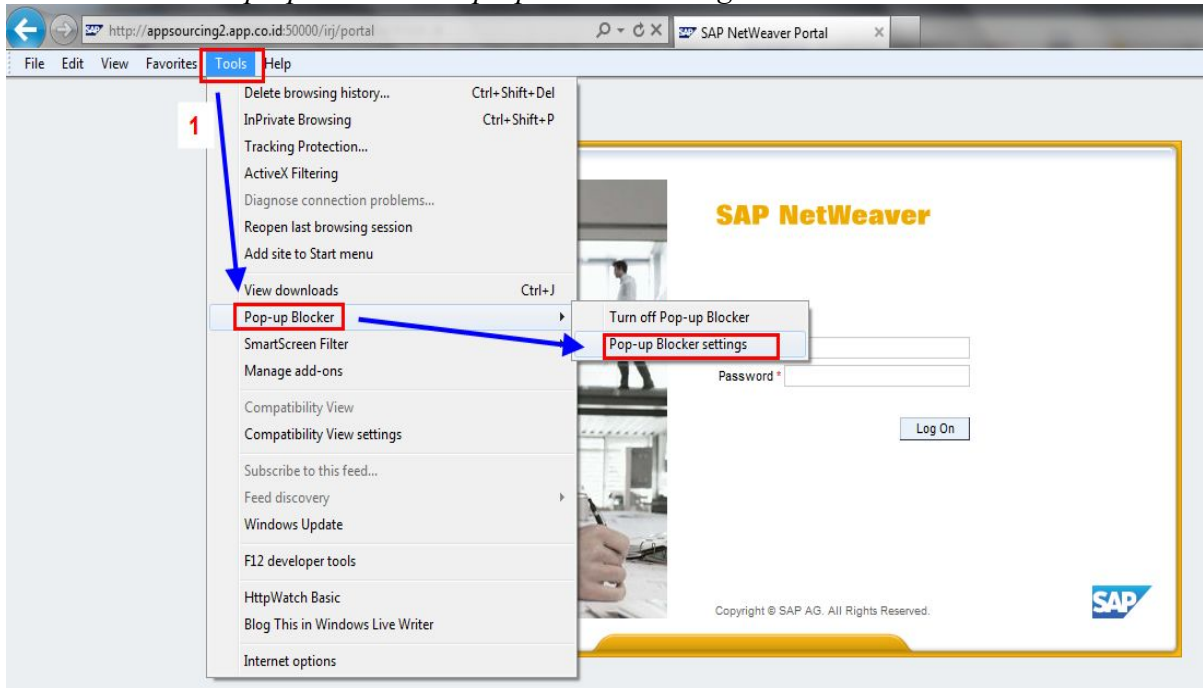 http://appsourcing2.app.co.id:50000/irj/portal
SAP NetWeaver Portal
File Edit View Favorites Tools Help
1
Delete browsing history... Ctrl+Shift+Del
InPrivate Browsing Ctrl+Shift+P
Tracking Protection...
ActiveX Filtering
Diagnose connection problems...
Reopen last browsing session
Add site to Start menu
View downloads Ctrl+J
Pop-up Blocker
SmartScreen Filter
Manage add-ons
Compatibility View
Compatibility View settings
Subscribe to this feed...
Feed discovery
Windows Update
F12 developer tools
HttpWatch Basic
Blog This in Windows Live Writer
Internet options
Turn off Pop-up Blocker
Pop-up Blocker settings
SAP NetWeaver
Password *
Log On
Copyright © SAP AG. All Rights Reserved.
SAP